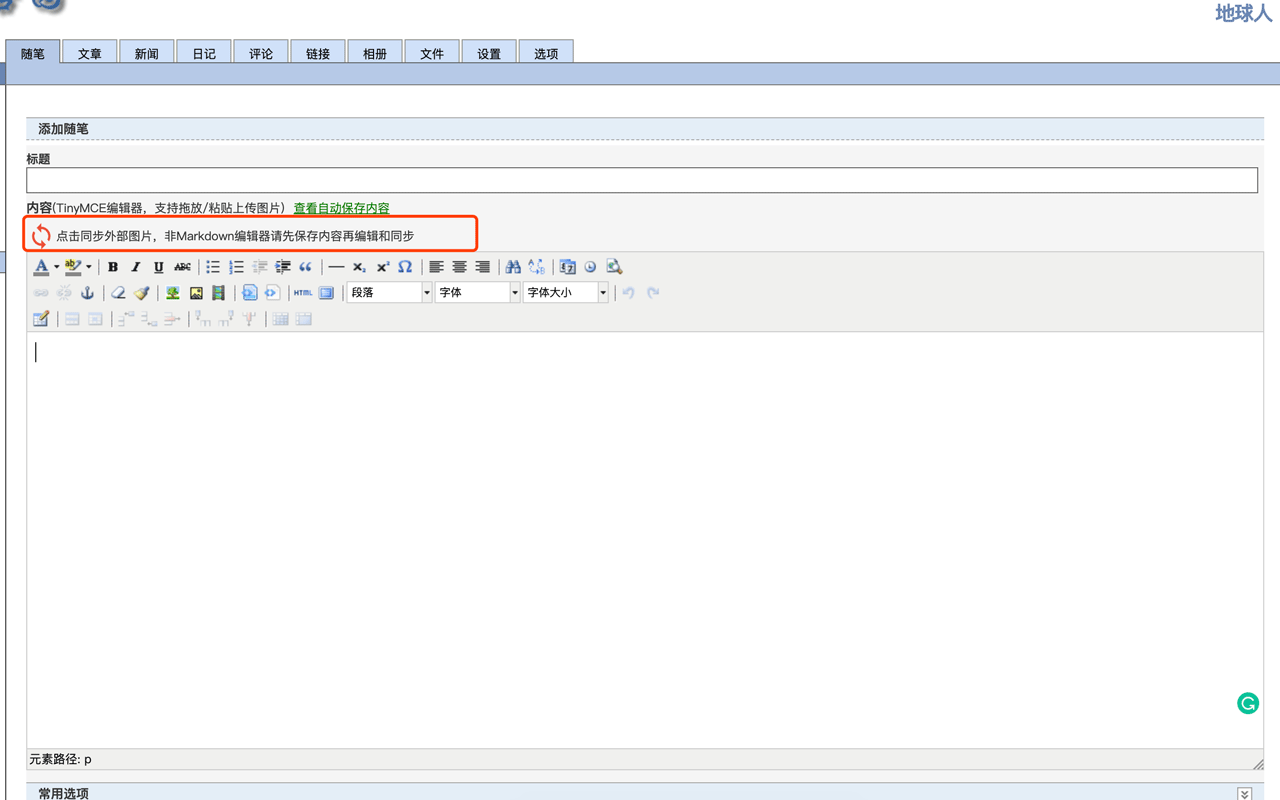 地球人
随笔 文章 新闻 日记 评论 链接 相册 文件 设置 选项
添加随笔
标题
内容(TinyMCE编辑器，支持拖放/粘贴上传图片) 查看自动保存内容
点击同步外部图片，非Markdown编辑器请先保存内容再编辑和同步
A ab B I U ABC — x₂ x² Ω
HTML 段落 字体 字体大小
元素路径: p
常用选项